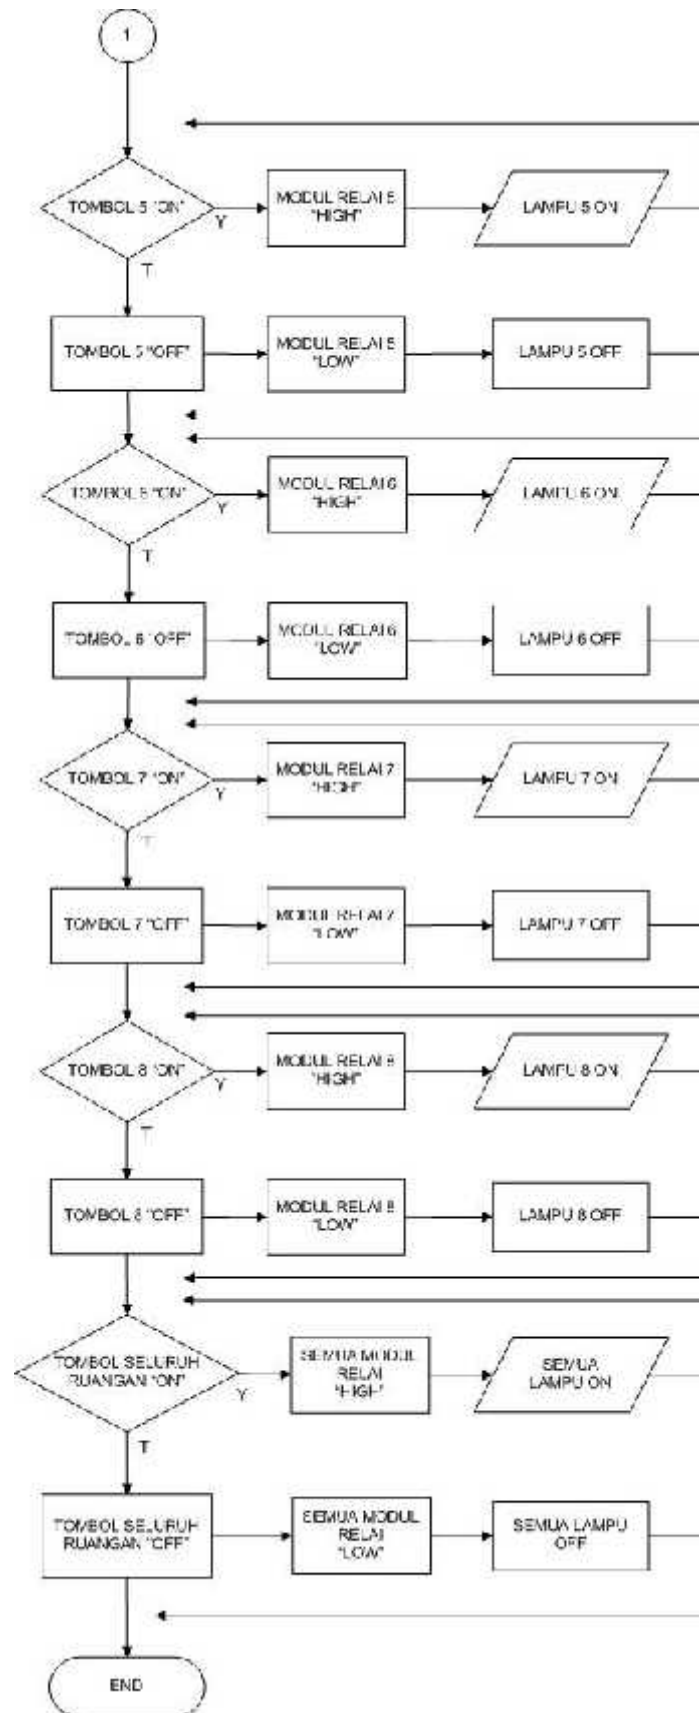 1
TOMBOL 5 "ON"
Y
MODUL RELAI 5
"HIGH"
LAMPU 5 ON
T
TOMBOL 5 "OFF"
MODUL RELAI 5
"LOW"
LAMPU 5 OFF
TOMBOL 6 "ON"
Y
MODUL RELAI 6
"HIGH"
LAMPU 6 ON
T
TOMBOL 6 "OFF"
MODUL RELAI 6
"LOW"
LAMPU 6 OFF
TOMBOL 7 "ON"
Y
MODUL RELAI 7
"HIGH"
LAMPU 7 ON
T
TOMBOL 7 "OFF"
MODUL RELAI 7
"LOW"
LAMPU 7 OFF
TOMBOL 8 "ON"
Y
MODUL RELAI 8
"HIGH"
LAMPU 8 ON
T
TOMBOL 8 "OFF"
MODUL RELAI 8
"LOW"
LAMPU 8 OFF
TOMBOL SELURUH
RUANGAN "ON"
Y
SEMUA MODUL
RELAI
"HIGH"
SEMUA
LAMPU ON
T
TOMBOL SELURUH
RUANGAN "OFF"
SEMUA MODUL
RELAI
"LOW"
SEMUA LAMPU
OFF
END